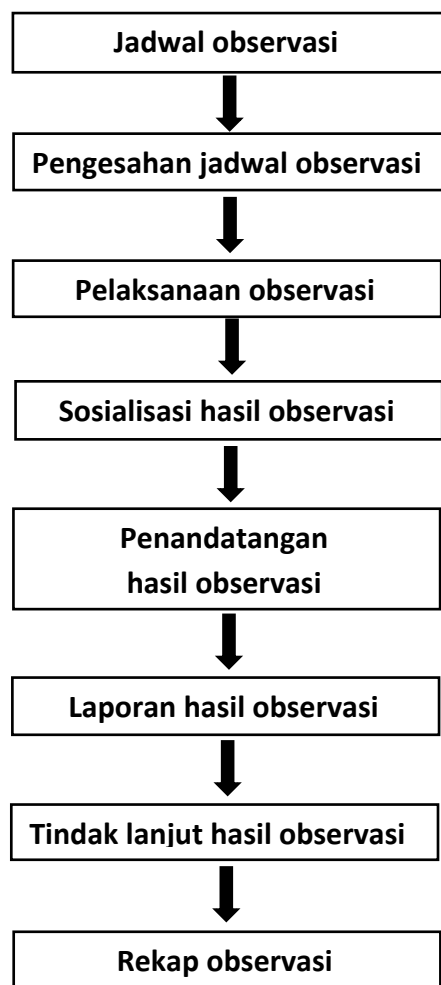 Jadwal observasi
Pengesahan jadwal observasi
Pelaksanaan observasi
Sosialisasi hasil observasi
Penandatangan
hasil observasi
Laporan hasil observasi
Tindak lanjut hasil observasi
Rekap observasi